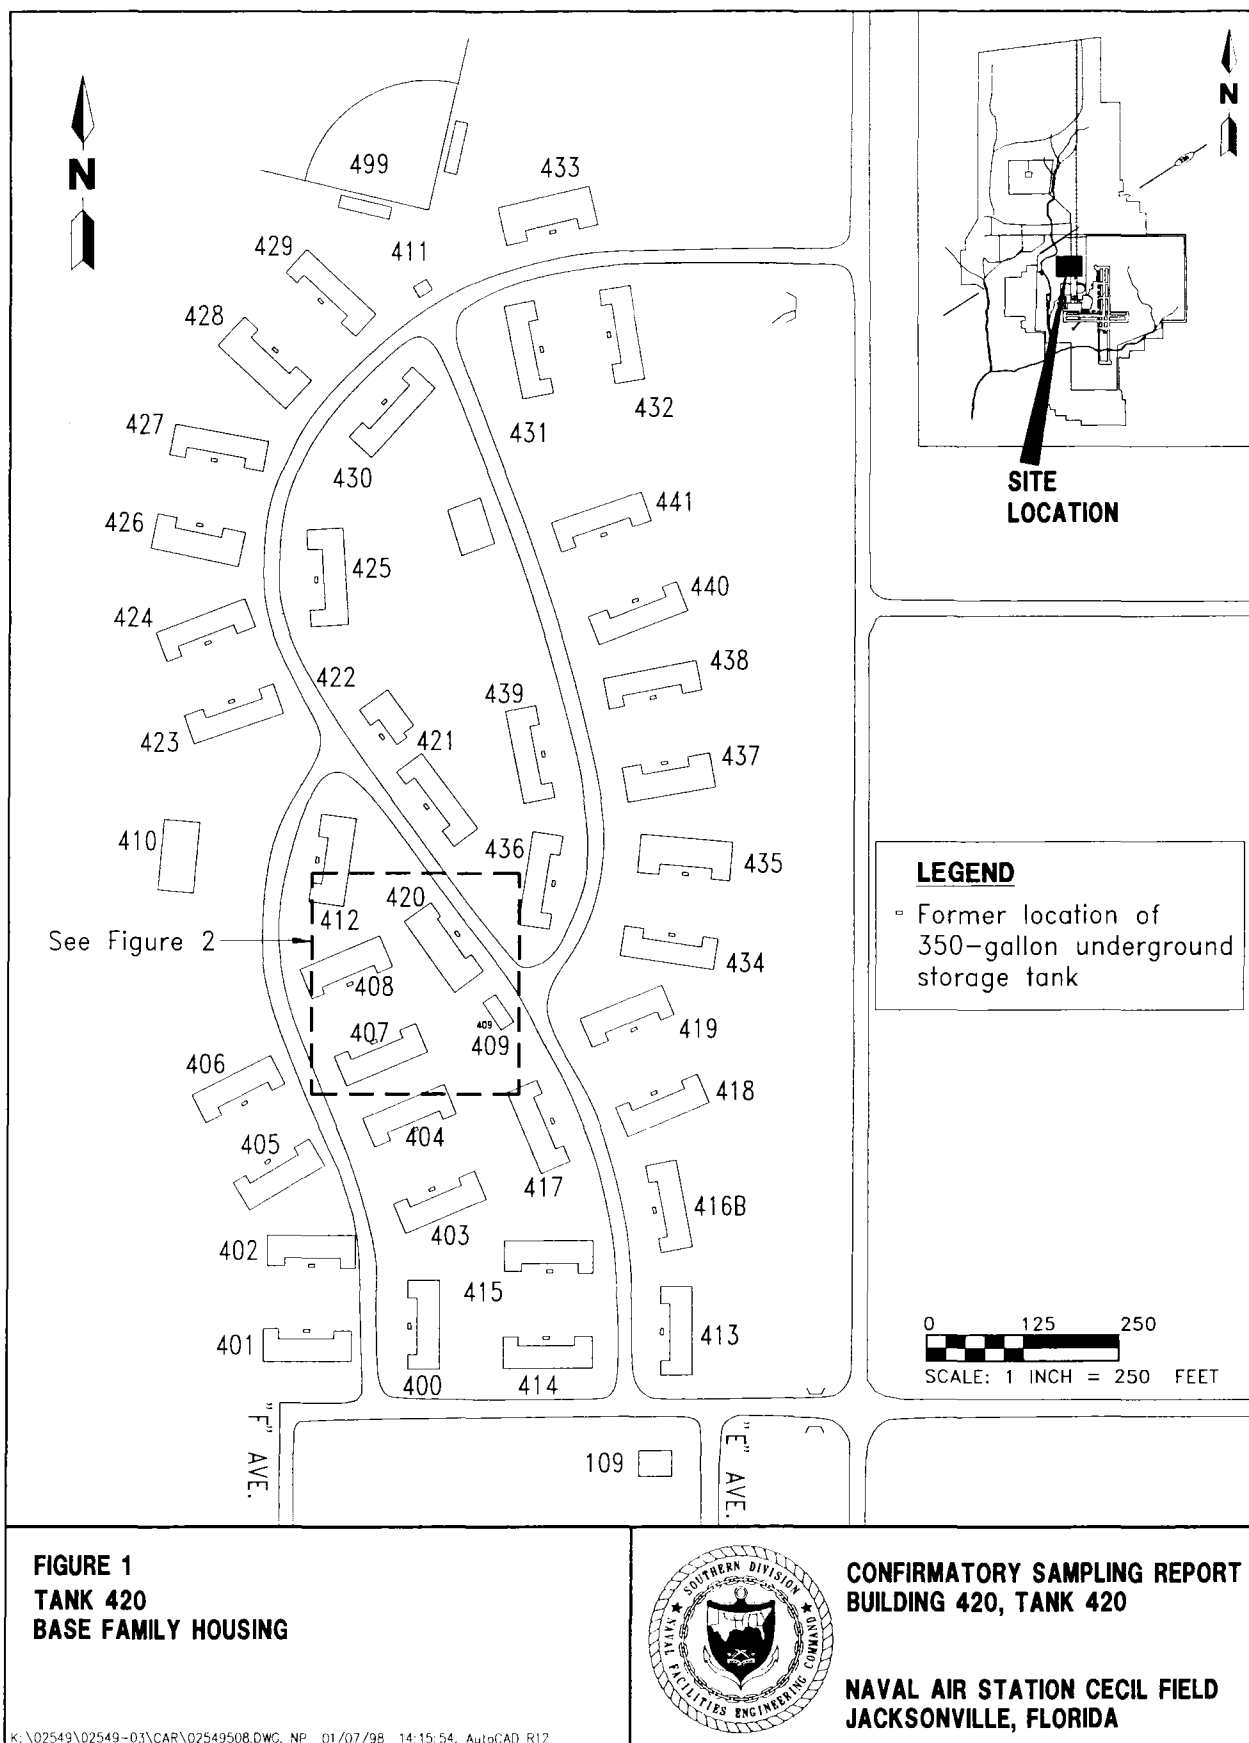 N
499
433
429
411
428
N
427
431
432
430
SITE
LOCATION
426
441
425
440
424
422
438
439
423
421
437
410
436
435
LEGEND
Former location of
350-gallon underground
storage tank
420
412
See Figure 2
434
408
419
409
407
409
406
418
404
405
417
416B
403
402
415
0 125 250
SCALE: 1 INCH = 250 FEET
401
413
400
414
"F" AVE.
"E" AVE.
109
FIGURE 1
TANK 420
BASE FAMILY HOUSING
SOUTHERN DIVISION
NAVAL FACILITIES ENGINEERING COMMAND
CONFIRMATORY SAMPLING REPORT
BUILDING 420, TANK 420
NAVAL AIR STATION CECIL FIELD
JACKSONVILLE, FLORIDA
K:\02549\02549-03\CAR\02549508.DWG, NP 01/07/98 14:15:54, AutoCAD R12